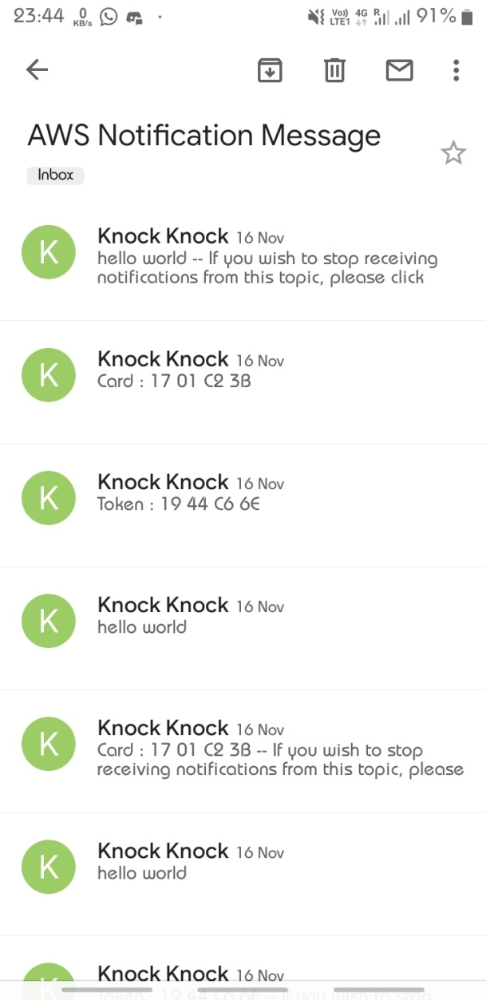 23:44 0 KB/s Vo)) LTE1 4G R 91%
AWS Notification Message
Inbox
K
Knock Knock 16 Nov
hello world -- If you wish to stop receiving
notifications from this topic, please click
K
Knock Knock 16 Nov
Card : 17 01 C2 3B
K
Knock Knock 16 Nov
Token : 19 44 C6 6E
K
Knock Knock 16 Nov
hello world
K
Knock Knock 16 Nov
Card : 17 01 C2 3B -- If you wish to stop
receiving notifications from this topic, please
K
Knock Knock 16 Nov
hello world
K
Knock Knock 16 Nov
Token : 19 44 C6 6E -- If you wish to stop